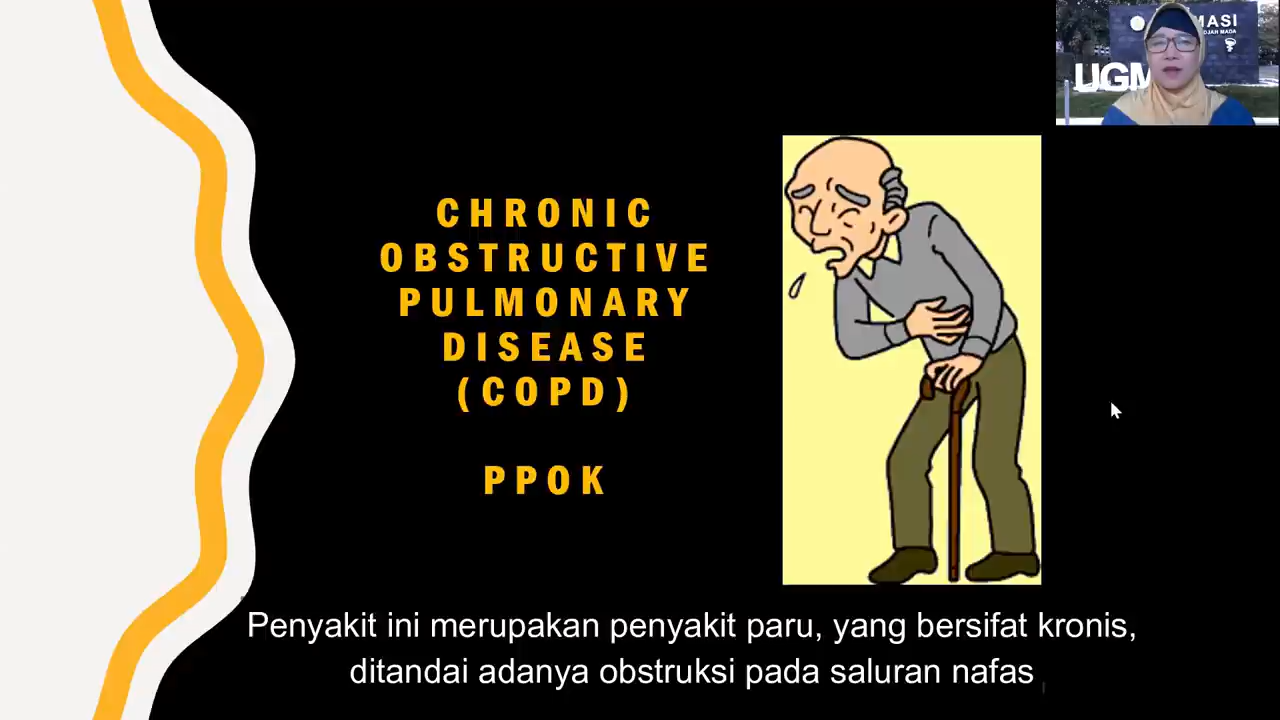 CHRONIC
OBSTRUCTIVE
PULMONARY
DISEASE
(COPD)
PPOK
Penyakit ini merupakan penyakit paru, yang bersifat kronis,
ditandai adanya obstruksi pada saluran nafas
UGM